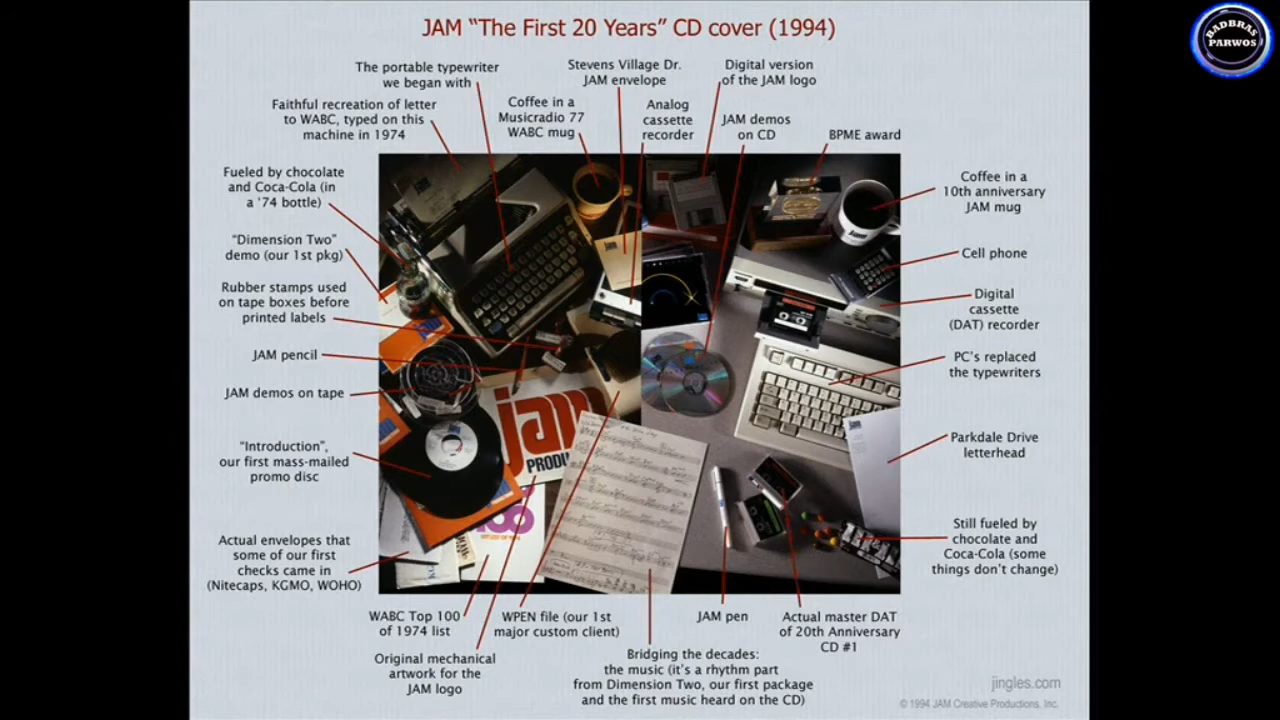 JAM “The First 20 Years” CD cover (1994)
BADBRAS
PARWOS
The portable typewriter
we began with
Stevens Village Dr.
JAM envelope
Digital version
of the JAM logo
Faithful recreation of letter
to WABC, typed on this
machine in 1974
Coffee in a
Musicradio 77
WABC mug
Analog
cassette
recorder
JAM demos
on CD
BPME award
Fueled by chocolate
and Coca-Cola (in
a ‘74 bottle)
Coffee in a
10th anniversary
JAM mug
“Dimension Two”
demo (our 1st pkg)
Cell phone
Rubber stamps used
on tape boxes before
printed labels
Digital
cassette
(DAT) recorder
JAM pencil
PC’s replaced
the typewriters
JAM demos on tape
“Introduction”,
our first mass-mailed
promo disc
Parkdale Drive
letterhead
jam
PRODU
Actual envelopes that
some of our first
checks came in
(Nitecaps, KGMO, WOHO)
Still fueled by
chocolate and
Coca-Cola (some
things don’t change)
WABC Top 100
of 1974 list
WPEN file (our 1st
major custom client)
JAM pen
Actual master DAT
of 20th Anniversary
CD #1
Original mechanical
artwork for the
JAM logo
Bridging the decades:
the music (it’s a rhythm part
from Dimension Two, our first package
and the first music heard on the CD)
jingles.com
© 1994 JAM Creative Productions, Inc.